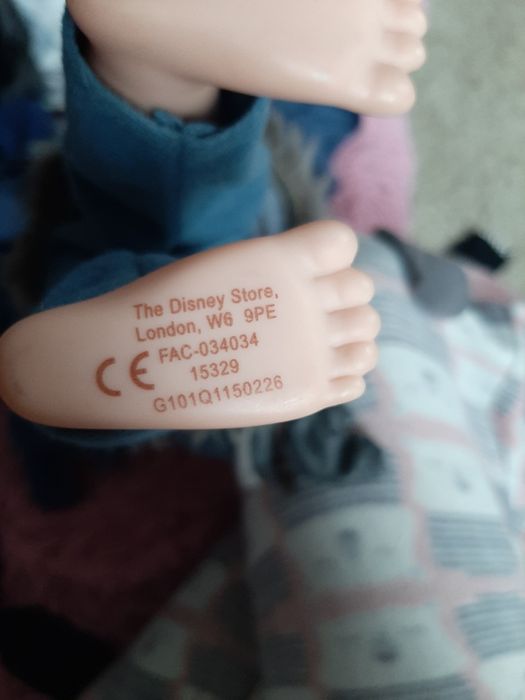 The Disney Store,
London, W6 9PE
CE FAC-034034
15329
G101Q1150226